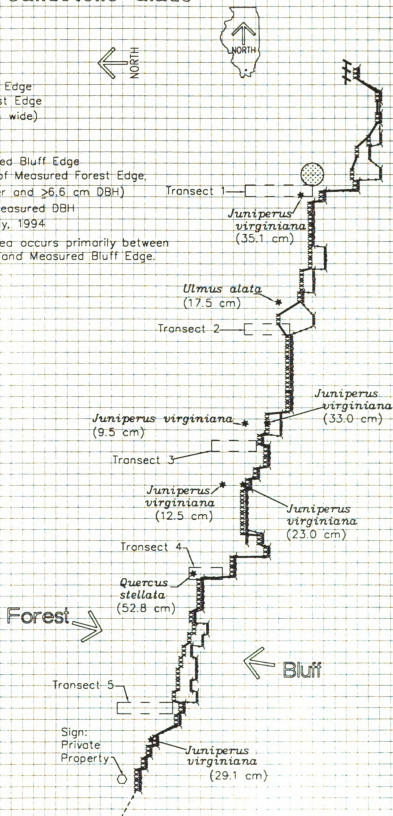 NORTH
NORTH
Edge
st Edge
wide)
ed Bluff Edge
of Measured Forest Edge,
er and ≥6.6 cm DBH)
easured DBH
ly, 1994
ea occurs primarily between
and Measured Bluff Edge.
Transect 1
Juniperus
virginiana
(35.1 cm)
Ulmus alata
(17.5 cm)
Transect 2
Juniperus
virginiana
(33.0 cm)
Juniperus virginiana
(9.5 cm)
Transect 3
Juniperus
virginiana
(12.5 cm)
Juniperus
virginiana
(23.0 cm)
Transect 4
Quercus
stellata
(52.8 cm)
Forest
Bluff
Transect 5
Sign:
Private
Property
Juniperus
virginiana
(29.1 cm)